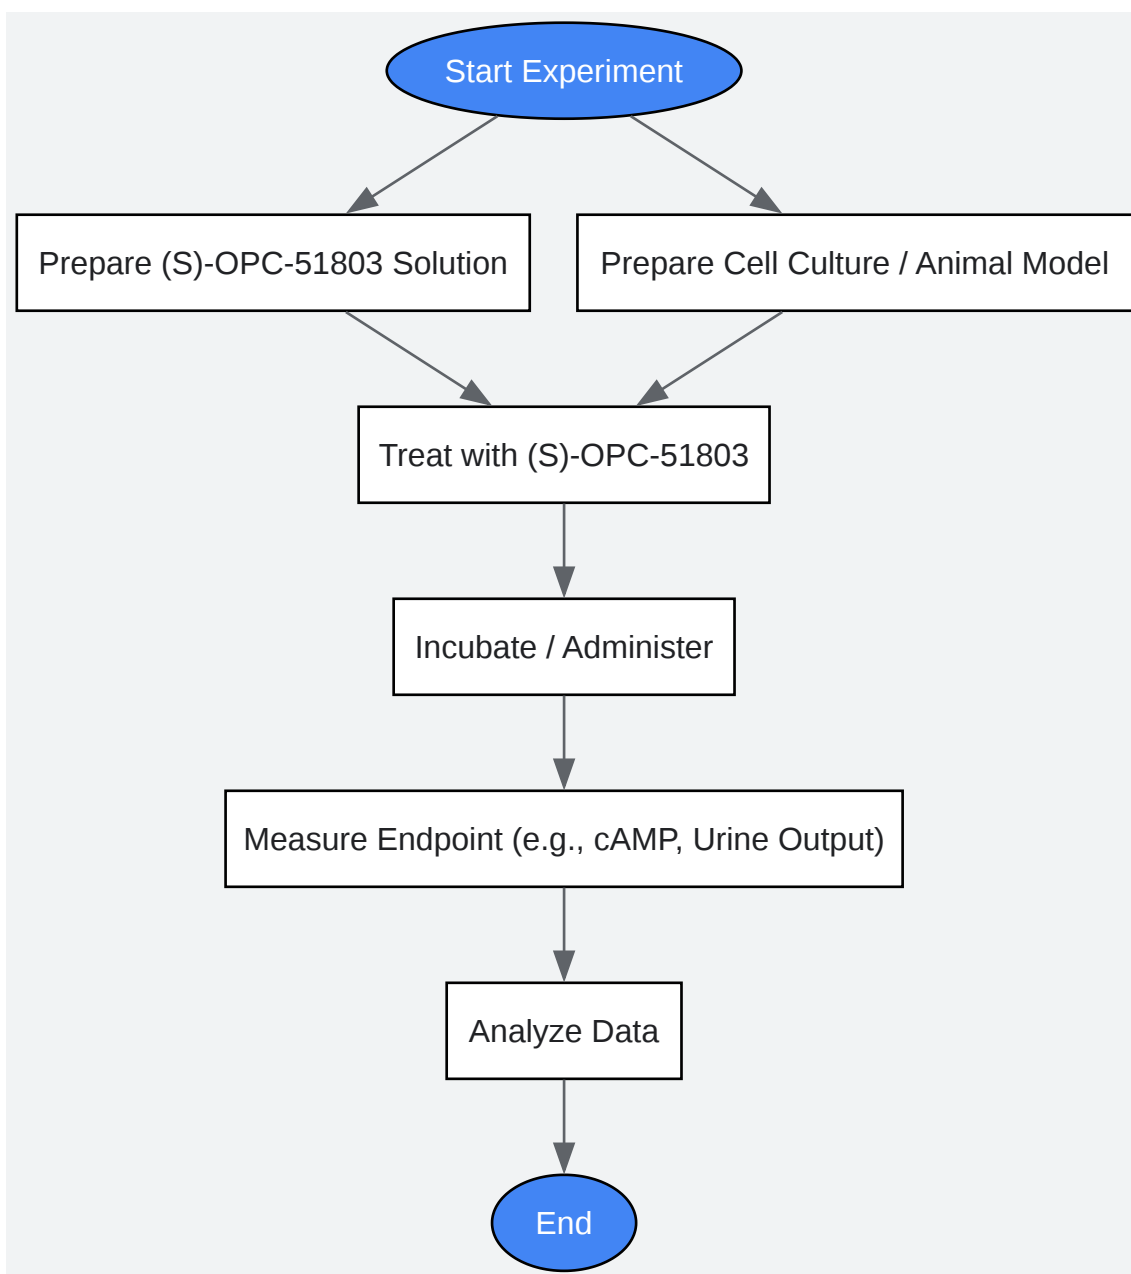 Start Experiment
Prepare (S)-OPC-51803 Solution
Prepare Cell Culture / Animal Model
Treat with (S)-OPC-51803
Incubate / Administer
Measure Endpoint (e.g., cAMP, Urine Output)
Analyze Data
End